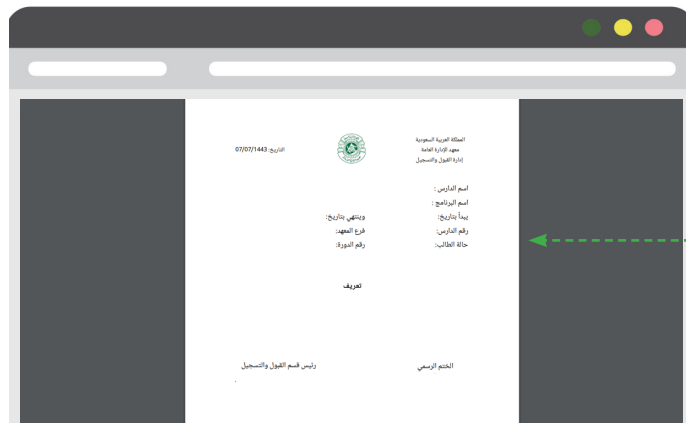 المملكة العربية السعودية
معهد الإدارة العامة
إدارة القبول والتسجيل
التاريخ: 07/07/1443
اسم الدارس :
اسم البرنامج :
يبدأ بتاريخ: وينتهي بتاريخ:
رقم الدارس: فرع المعهد:
حالة الطالب: رقم الدورة:
تعريف
الختم الرسمي رئيس قسم القبول والتسجيل